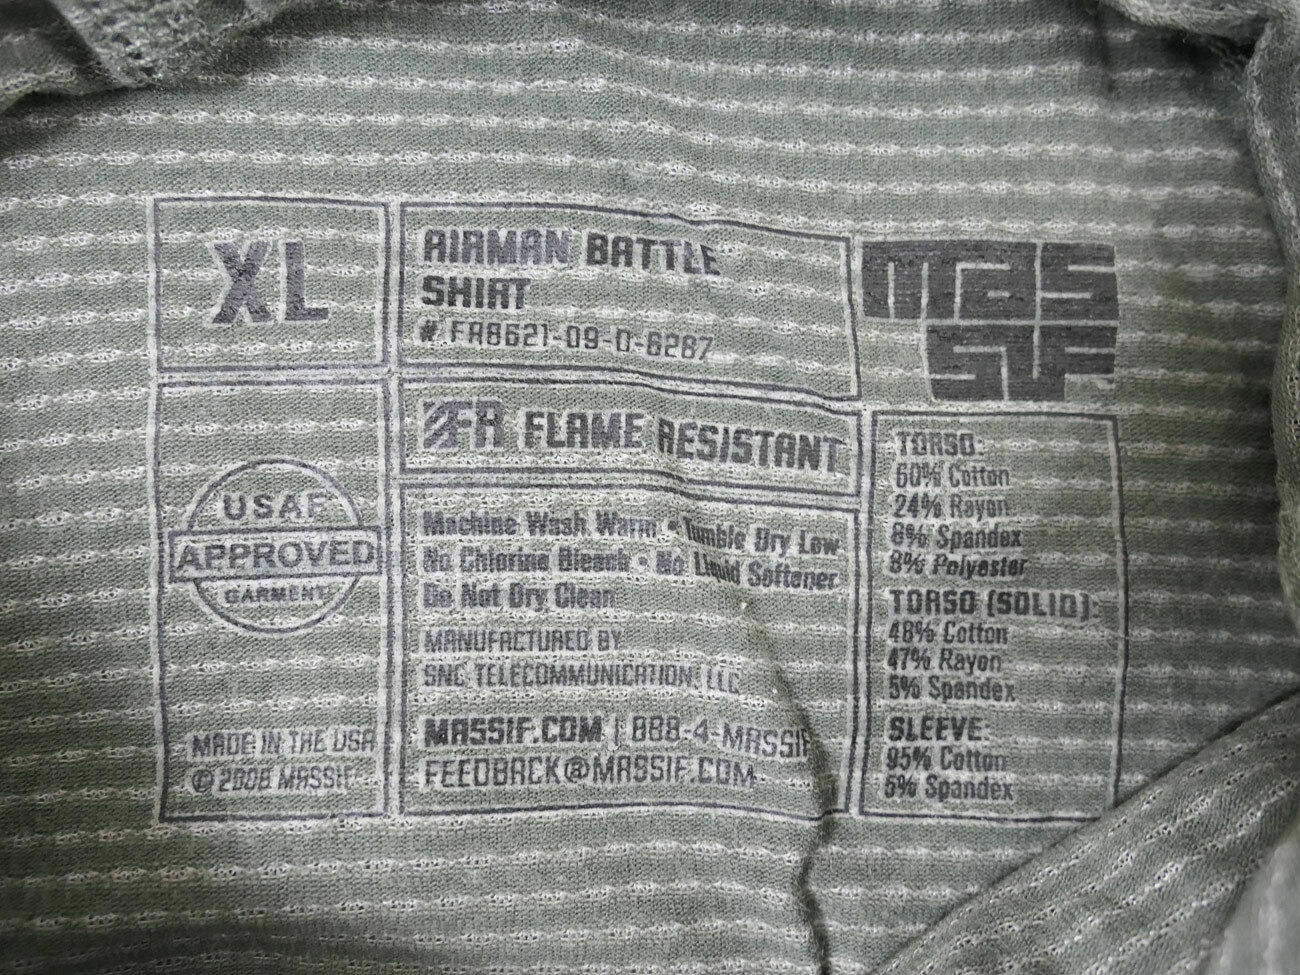 XL
AIRMAN BATTLE
SHIRT
# FA8621-09-D-6267
MASSIF
FR FLAME RESISTANT
USAF
APPROVED
GARMENT
MADE IN THE USA
© 2008 MASSIF
Machine Wash Warm • Tumble Dry Low
No Chlorine Bleach • No Liquid Softener
Do Not Dry Clean
MANUFACTURED BY
SNC TELECOMMUNICATION, LLC
MASSIF.COM | 888-4-MASSIF
FEEDBACK@MASSIF.COM
TORSO:
60% Cotton
24% Rayon
8% Spandex
8% Polyester
TORSO (SOLID):
48% Cotton
47% Rayon
5% Spandex
SLEEVE:
95% Cotton
5% Spandex